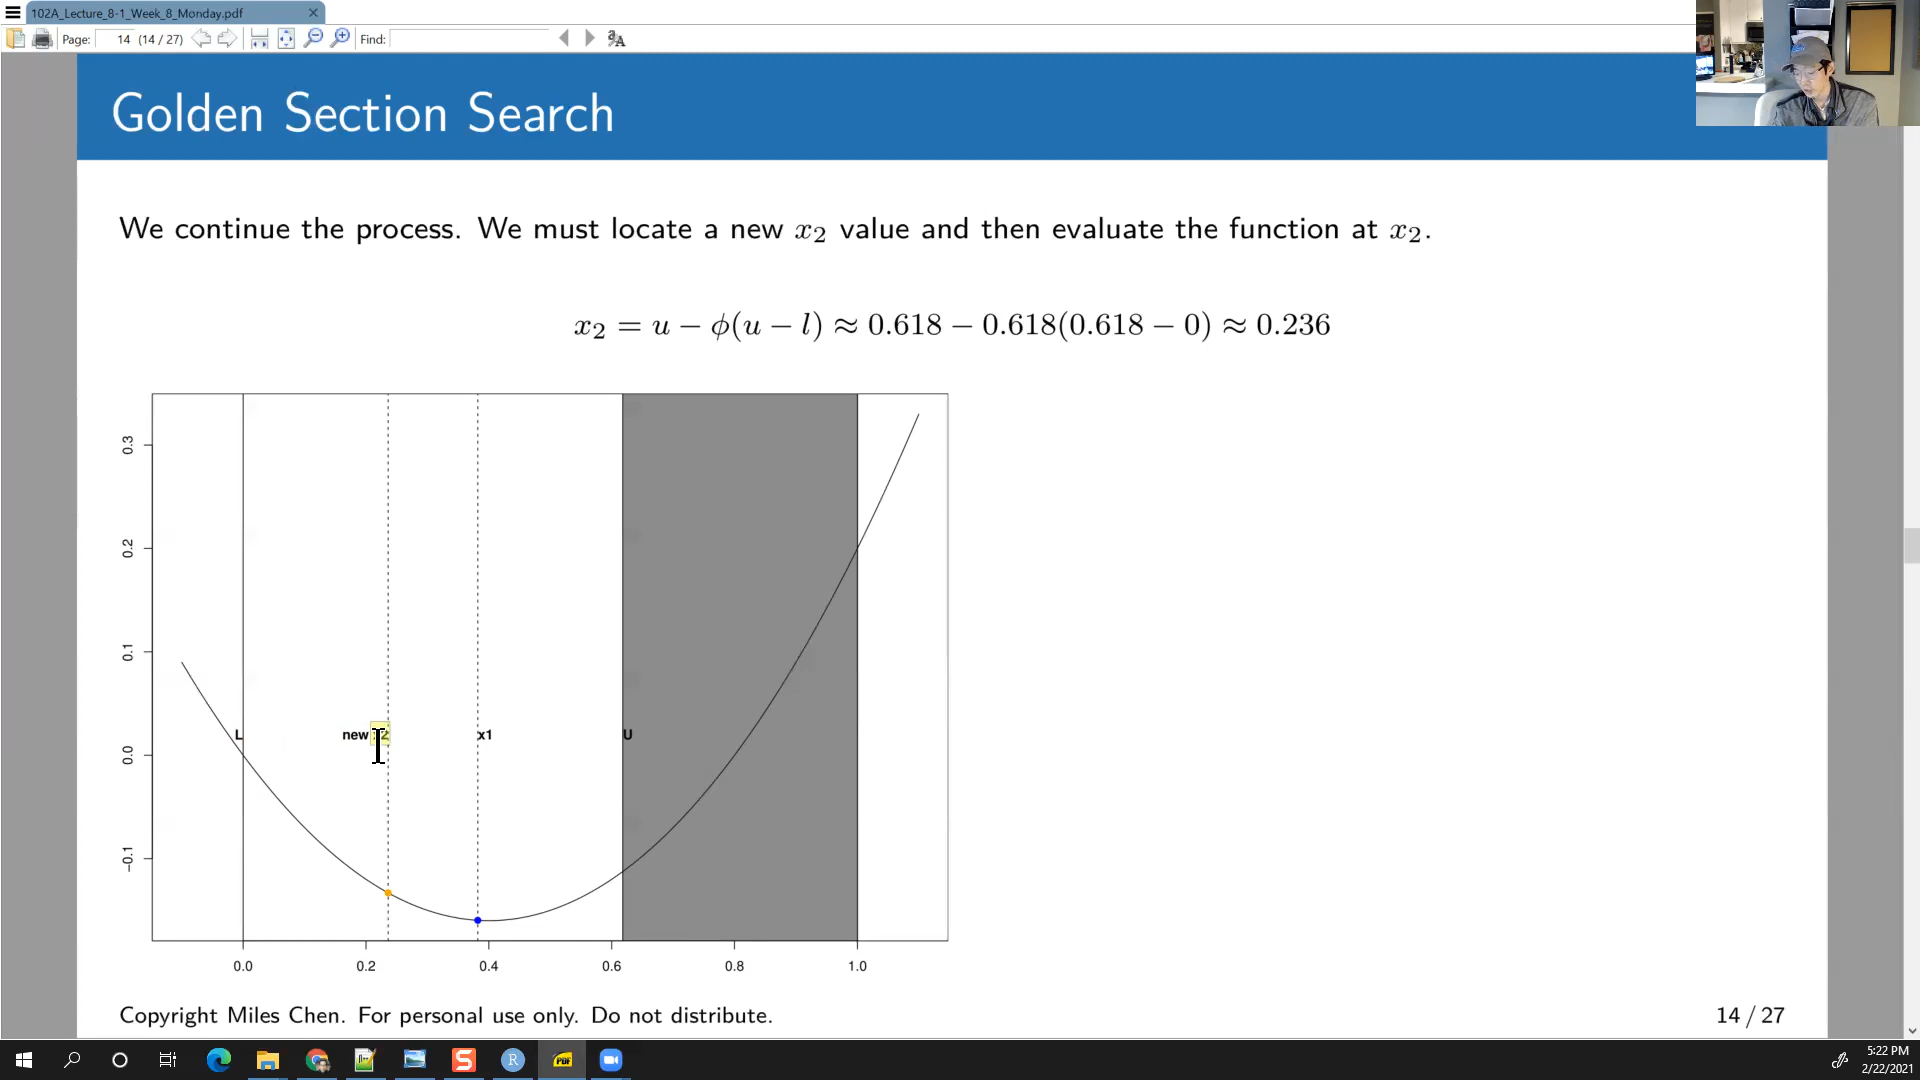 102A_Lecture_8-1_Week_8_Monday.pdf
Page: 14 (14 / 27) Find:
Golden Section Search
We continue the process. We must locate a new x₂ value and then evaluate the function at x₂.
x₂ = u − ϕ(u − l) ≈ 0.618 − 0.618(0.618 − 0) ≈ 0.236
0.3
0.2
0.1
0.0
−0.1
L new x2 x1 U
0.0 0.2 0.4 0.6 0.8 1.0
Copyright Miles Chen. For personal use only. Do not distribute.
14 / 27
5:22 PM
2/22/2021